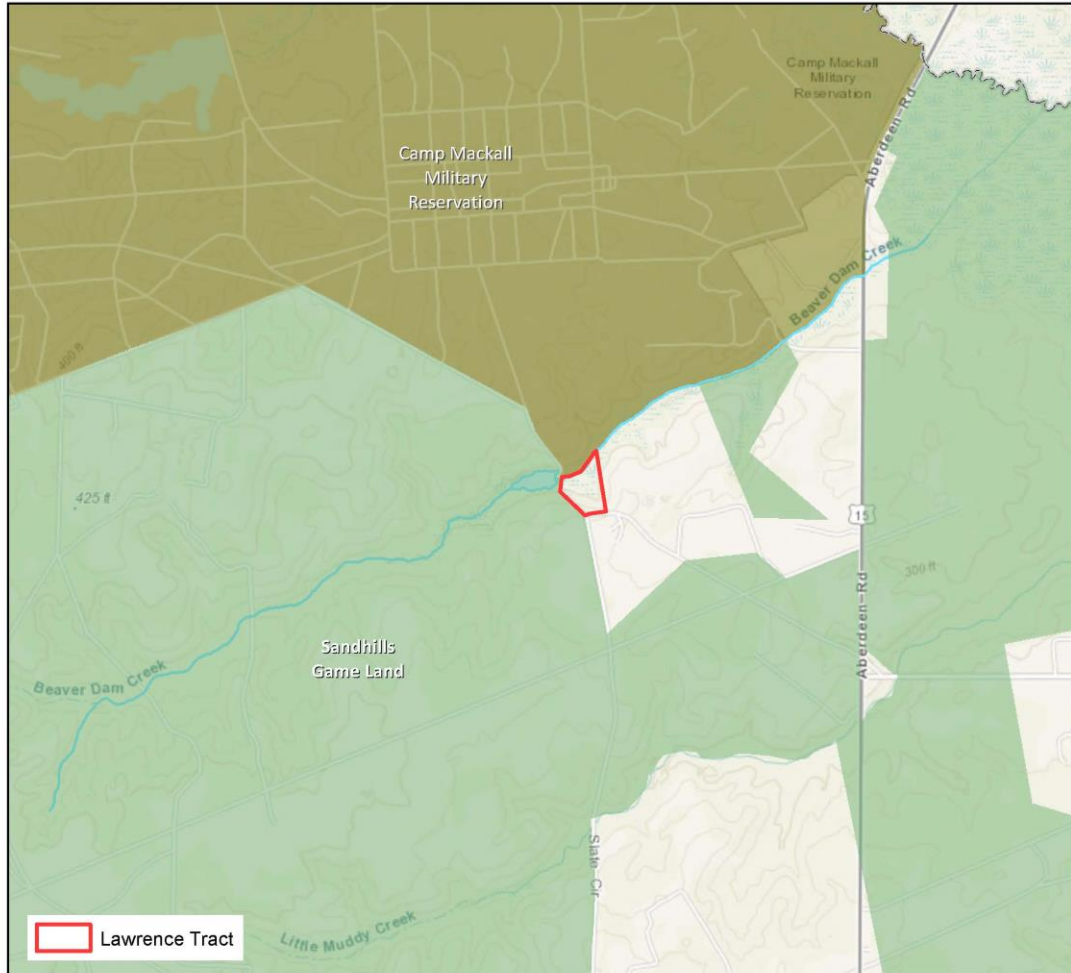 Camp Mackall
Military
Reservation
Aberdeen-Rd
Camp Mackall
Military
Reservation
Beaver Dam Creek
400 ft
425 ft
15
300 ft
Aberdeen-Rd
Sandhills
Game Land
Beaver Dam Creek
Slate Cir
Little Muddy Creek
Lawrence Tract